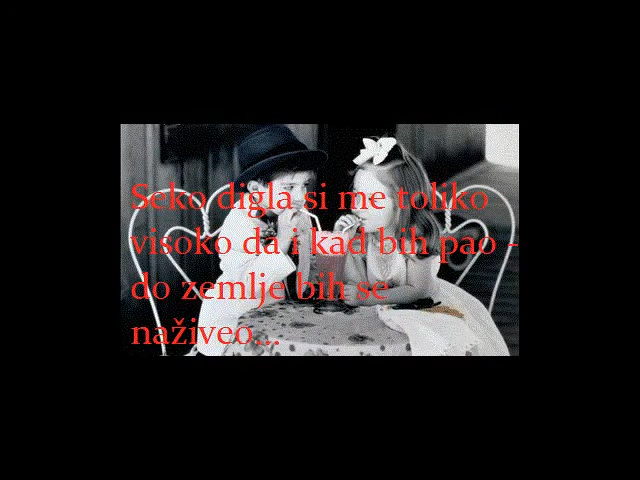 Seko digla si me toliko
visoko da i kad bih pao -
do zemlje bih se
naživeo...